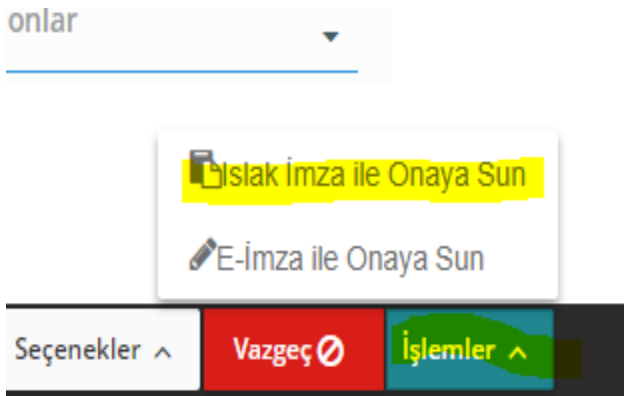 onlar
Islak İmza ile Onaya Sun
E-İmza ile Onaya Sun
Seçenekler Vazgeç İşlemler